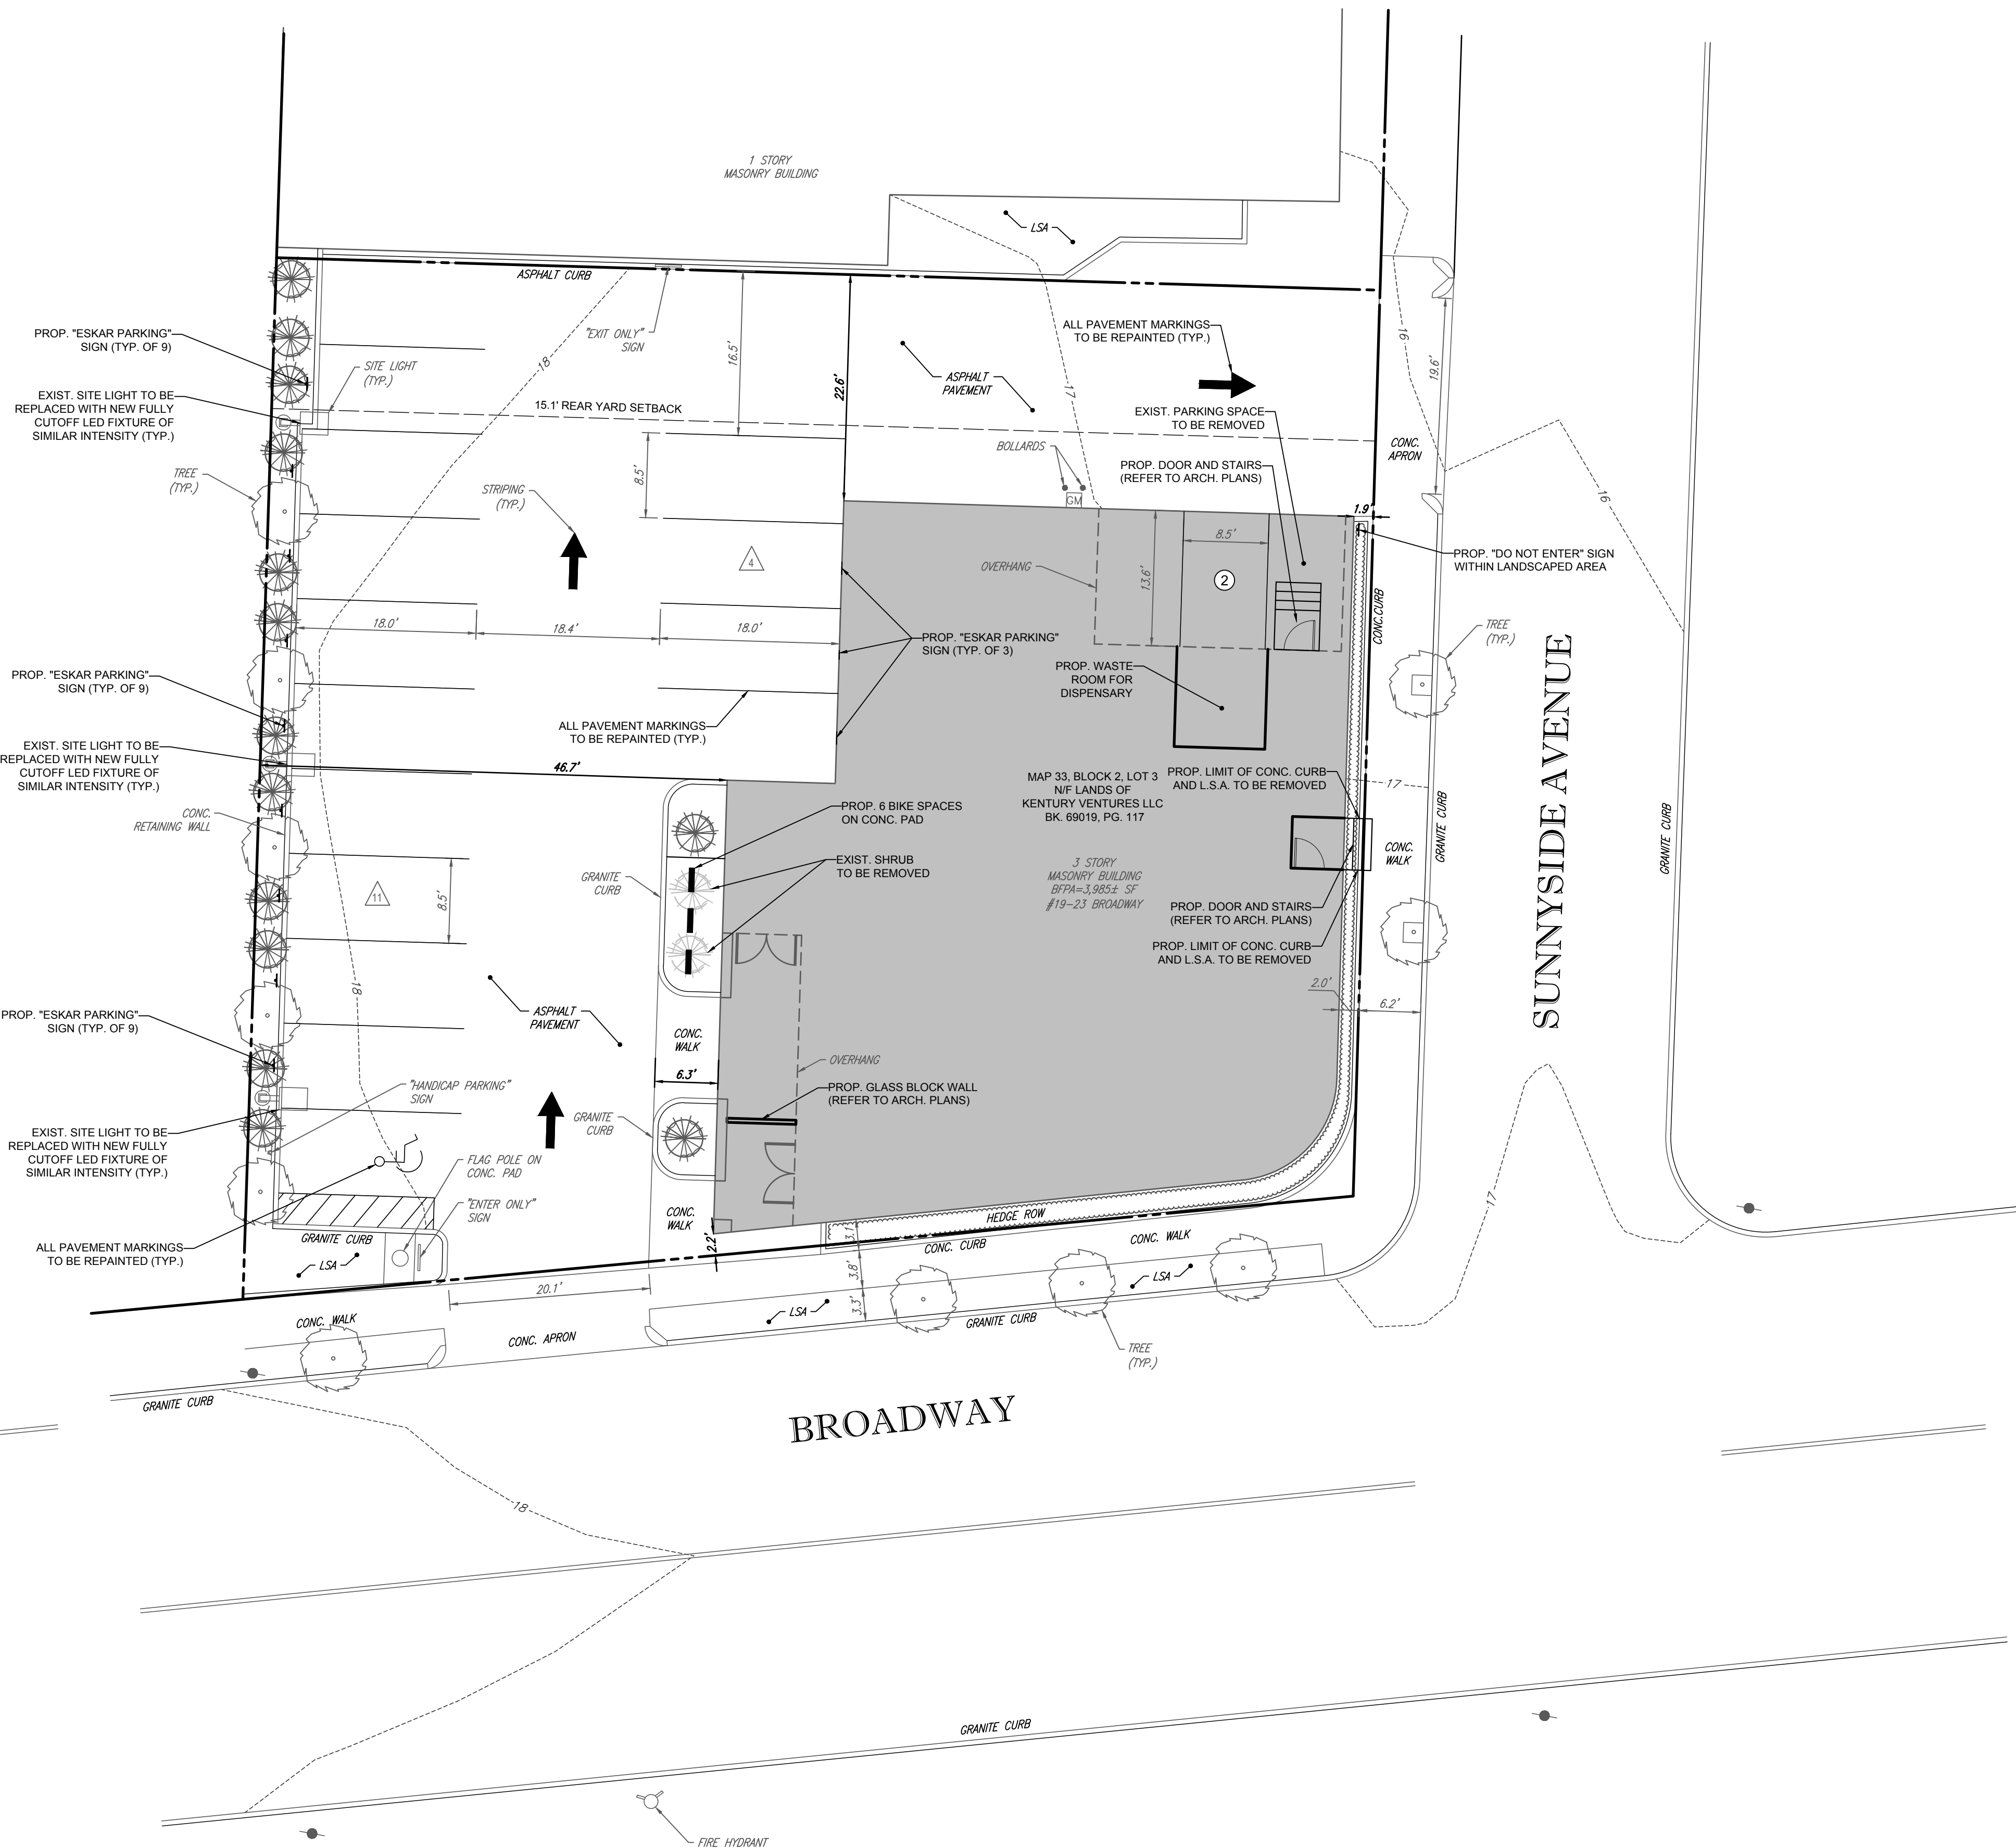 1 STORY
MASONRY BUILDING
LSA
ASPHALT CURB
"EXIT ONLY"
SIGN
PROP. "ESKAR PARKING"
SIGN (TYP. OF 9)
SITE LIGHT
(TYP.)
EXIST. SITE LIGHT TO BE
REPLACED WITH NEW FULLY
CUTOFF LED FIXTURE OF
SIMILAR INTENSITY (TYP.)
18
16.5'
22.6'
ASPHALT
PAVEMENT
17
ALL PAVEMENT MARKINGS
TO BE REPAINTED (TYP.)
16
19.6'
15.1' REAR YARD SETBACK
EXIST. PARKING SPACE
TO BE REMOVED
CONC.
APRON
BOLLARDS
PROP. DOOR AND STAIRS
(REFER TO ARCH. PLANS)
TREE
(TYP.)
STRIPING
(TYP.)
8.5'
GM
16
1.9'
8.5'
PROP. "DO NOT ENTER" SIGN
WITHIN LANDSCAPED AREA
4
OVERHANG
13.6'
2
CONC.CURB
18.0'
18.4'
18.0'
PROP. "ESKAR PARKING"
SIGN (TYP. OF 3)
TREE
(TYP.)
PROP. WASTE
ROOM FOR
DISPENSARY
PROP. "ESKAR PARKING"
SIGN (TYP. OF 9)
ALL PAVEMENT MARKINGS
TO BE REPAINTED (TYP.)
EXIST. SITE LIGHT TO BE
REPLACED WITH NEW FULLY
CUTOFF LED FIXTURE OF
SIMILAR INTENSITY (TYP.)
46.7'
MAP 33, BLOCK 2, LOT 3
N/F LANDS OF
KENTURY VENTURES LLC
BK. 69019, PG. 117
PROP. LIMIT OF CONC. CURB
AND L.S.A. TO BE REMOVED
17
SUNNYSIDE AVENUE
GRANITE CURB
GRANITE CURB
CONC.
RETAINING WALL
PROP. 6 BIKE SPACES
ON CONC. PAD
EXIST. SHRUB
TO BE REMOVED
3 STORY
MASONRY BUILDING
BFPA=3,985± SF
#19-23 BROADWAY
CONC.
WALK
GRANITE
CURB
11
8.5'
PROP. DOOR AND STAIRS
(REFER TO ARCH. PLANS)
PROP. LIMIT OF CONC. CURB
AND L.S.A. TO BE REMOVED
18
2.0'
6.2'
PROP. "ESKAR PARKING"
SIGN (TYP. OF 9)
ASPHALT
PAVEMENT
CONC.
WALK
6.3'
OVERHANG
"HANDICAP PARKING"
SIGN
PROP. GLASS BLOCK WALL
(REFER TO ARCH. PLANS)
GRANITE
CURB
EXIST. SITE LIGHT TO BE
REPLACED WITH NEW FULLY
CUTOFF LED FIXTURE OF
SIMILAR INTENSITY (TYP.)
FLAG POLE ON
CONC. PAD
"ENTER ONLY"
SIGN
17
CONC.
WALK
HEDGE ROW
2.2'
3.1'
GRANITE CURB
CONC. CURB
CONC. WALK
ALL PAVEMENT MARKINGS
TO BE REPAINTED (TYP.)
LSA
LSA
3.8'
20.1'
3.3'
LSA
CONC. WALK
CONC. APRON
GRANITE CURB
TREE
(TYP.)
GRANITE CURB
BROADWAY
18
GRANITE CURB
FIRE HYDRANT